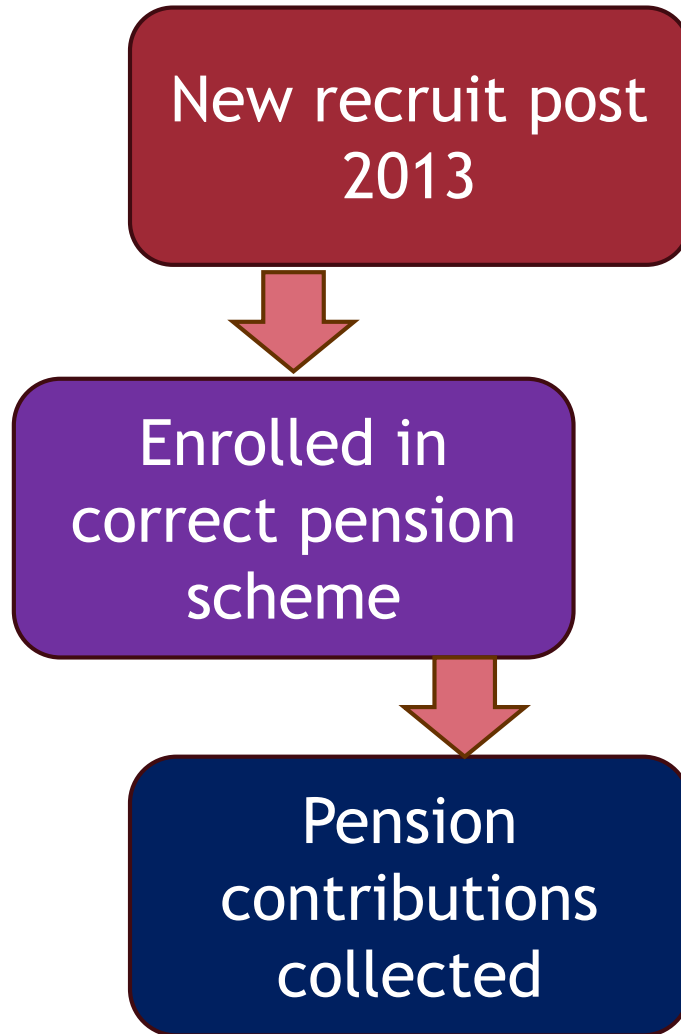 New recruit post
2013
Enrolled in
correct pension
scheme
Pension
contributions
collected